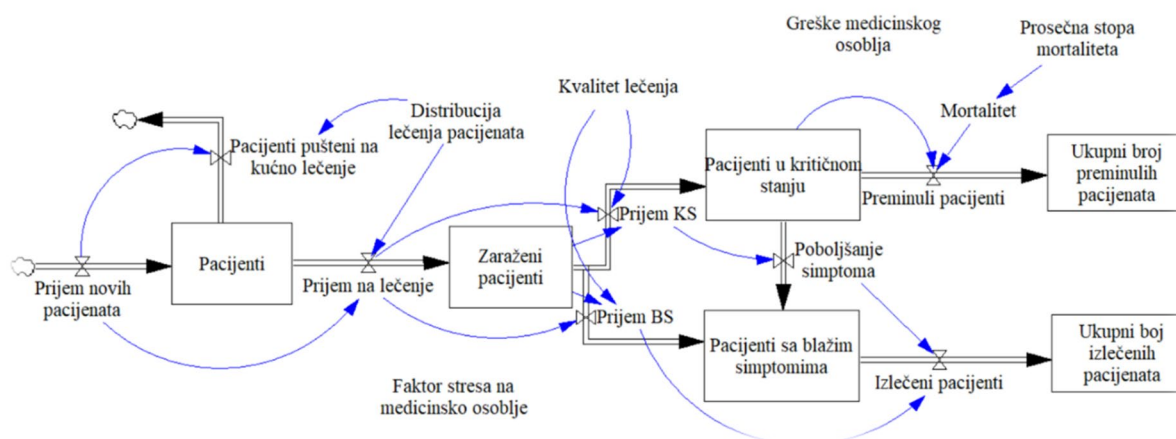 Greške medicinskog
osoblja
Prosečna stopa
mortaliteta
Kvalitet lečenja
Distribucija
lečenja pacijenata
Mortalitet
Pacijenti pušteni na
kućno lečenje
Pacijenti u kritičnom
stanju
Ukupni broj
preminulih
pacijenata
Preminuli pacijenti
Prijem KS
Pacijenti
Zaraženi
pacijenti
Poboljšanje
simptoma
Prijem novih
pacijenata
Prijem na lečenje
Prijem BS
Pacijenti sa blažim
simptomima
Ukupni boj
izlečenih
pacijenata
Izlečeni pacijenti
Faktor stresa na
medicinsko osoblje